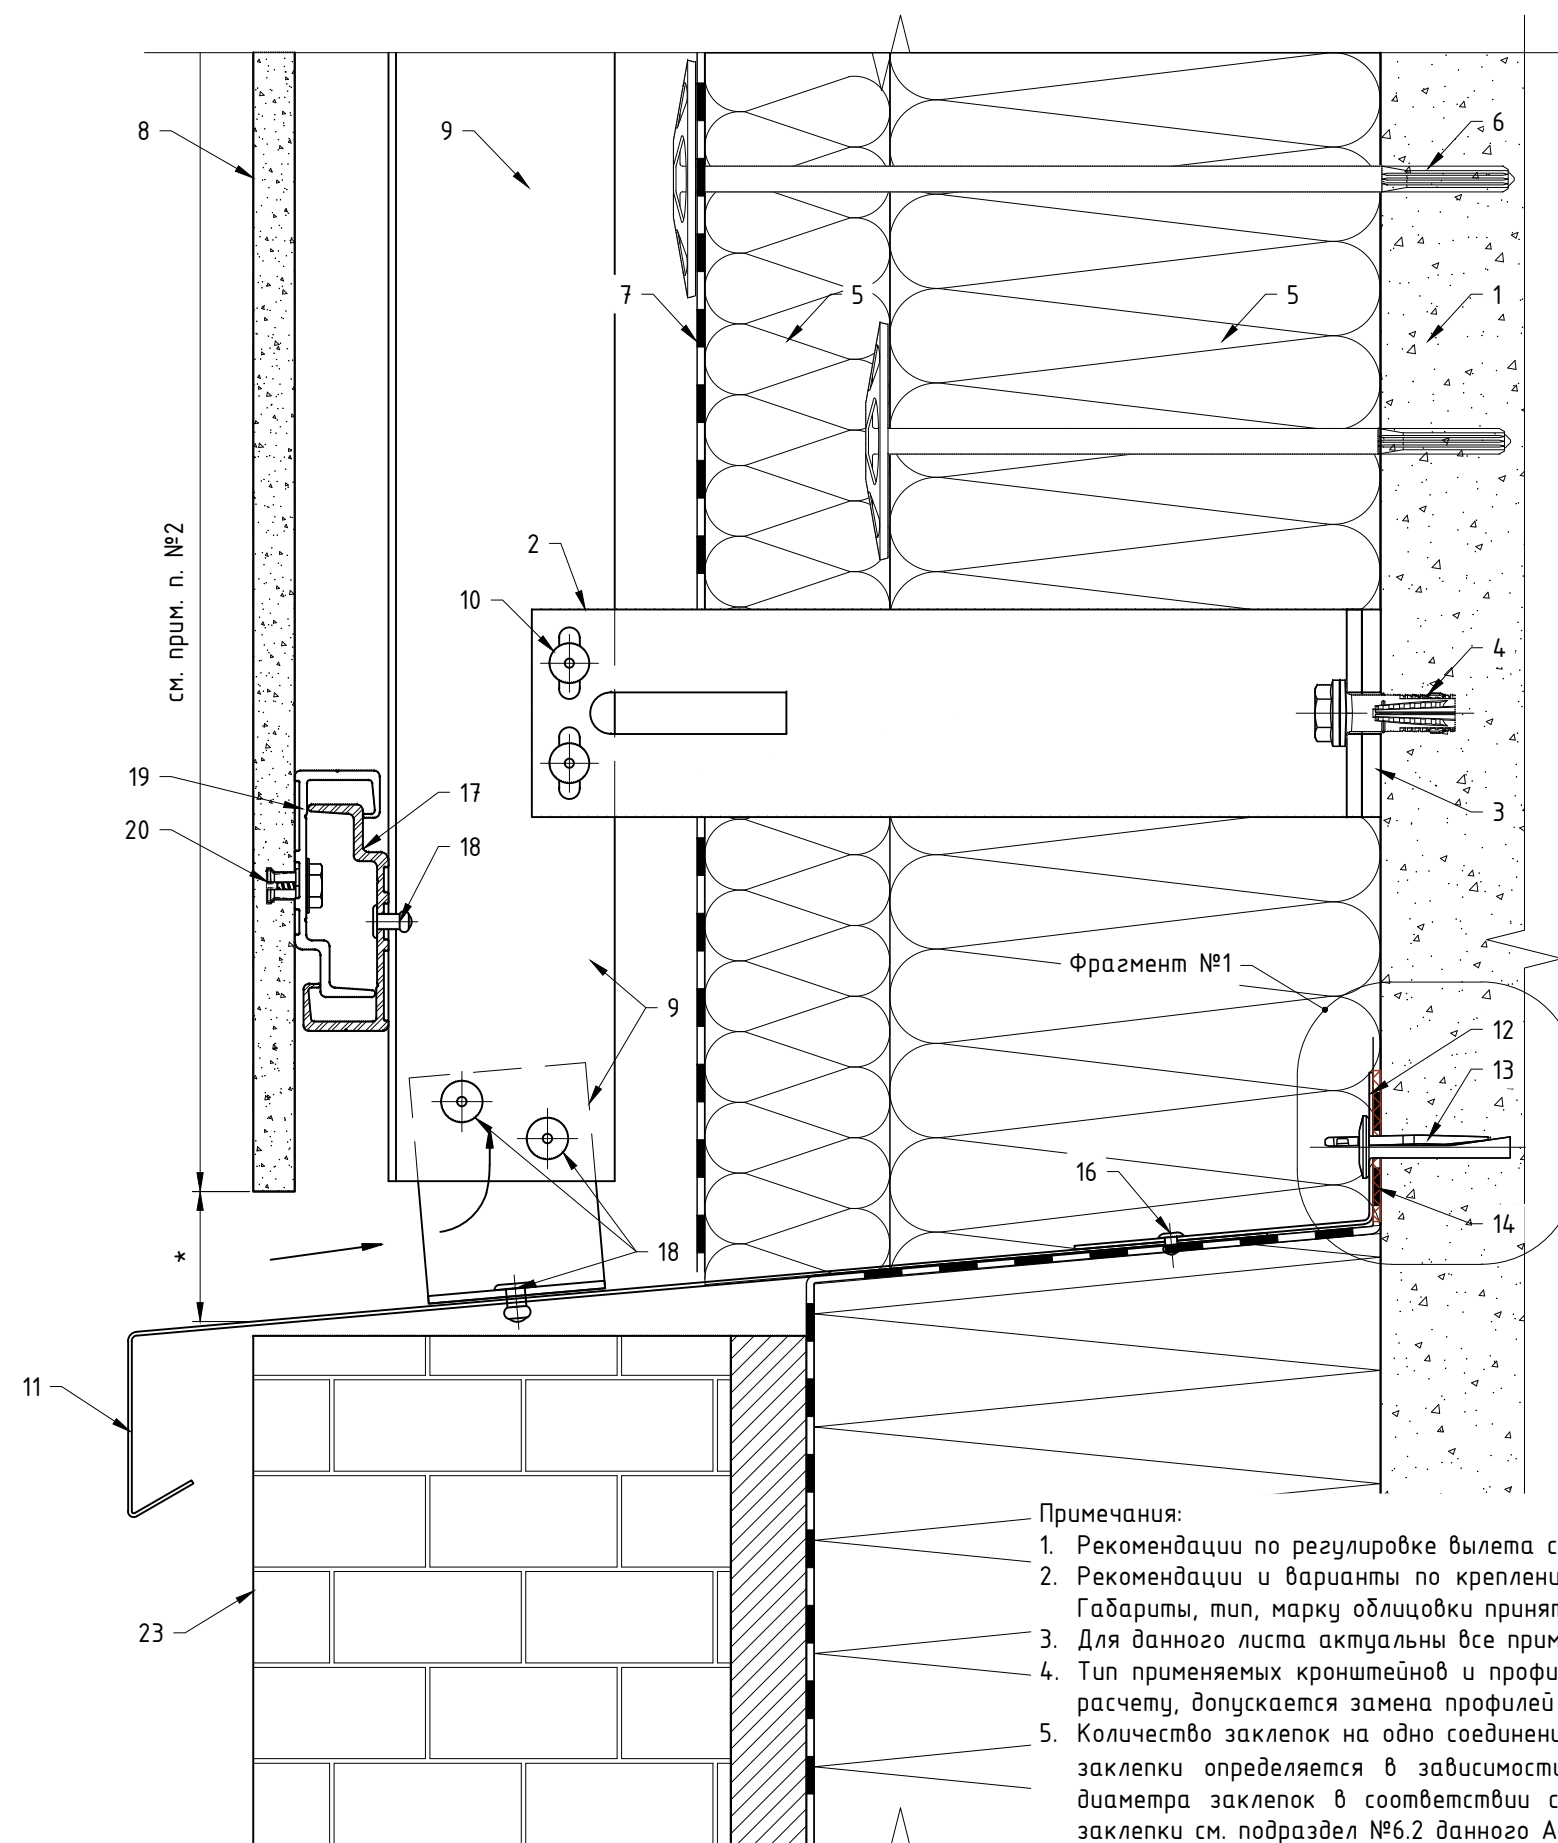 8
9
6
7
5
5
1
2
см. прим. п. №2
10
4
19
17
20
18
3
Фрагмент №1
9
12
13
16
14
*
18
11
23
Примечания:
1. Рекомендации по регулировке вылета с
2. Рекомендации и варианты по креплени
Габариты, тип, марку облицовки принят
3. Для данного листа актуальны все прим
4. Тип применяемых кронштейнов и профи
расчету, допускается замена профилей
5. Количество заклепок на одно соединени
заклепки определяется в зависимости
диаметра заклепок в соответствии с
заклепки см. подраздел №6.2 данного А